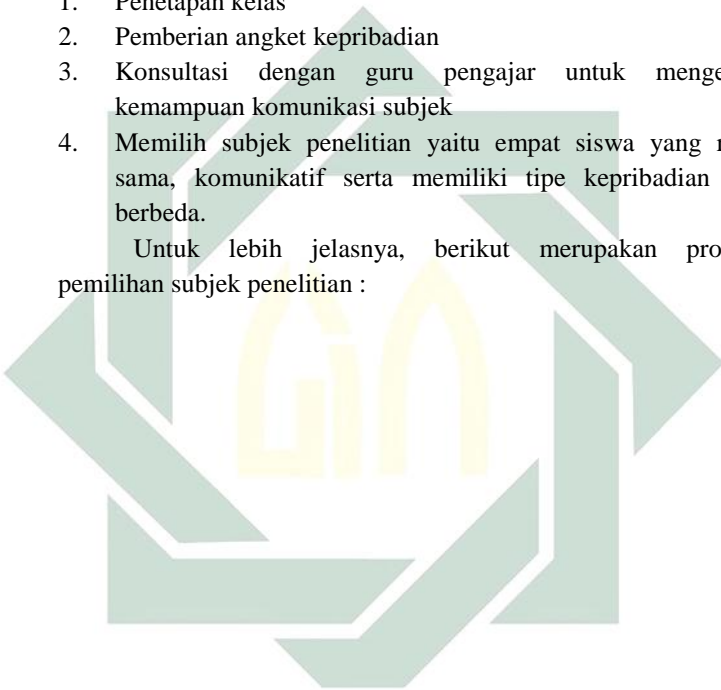 1. Penetapan kelas
2. Pemberian angket kepribadian
3. Konsultasi dengan guru pengajar untuk menge
kemampuan komunikasi subjek
4. Memilih subjek penelitian yaitu empat siswa yang
sama, komunikatif serta memiliki tipe kepribadian
berbeda.
Untuk lebih jelasnya, berikut merupakan pro
pemilihan subjek penelitian :